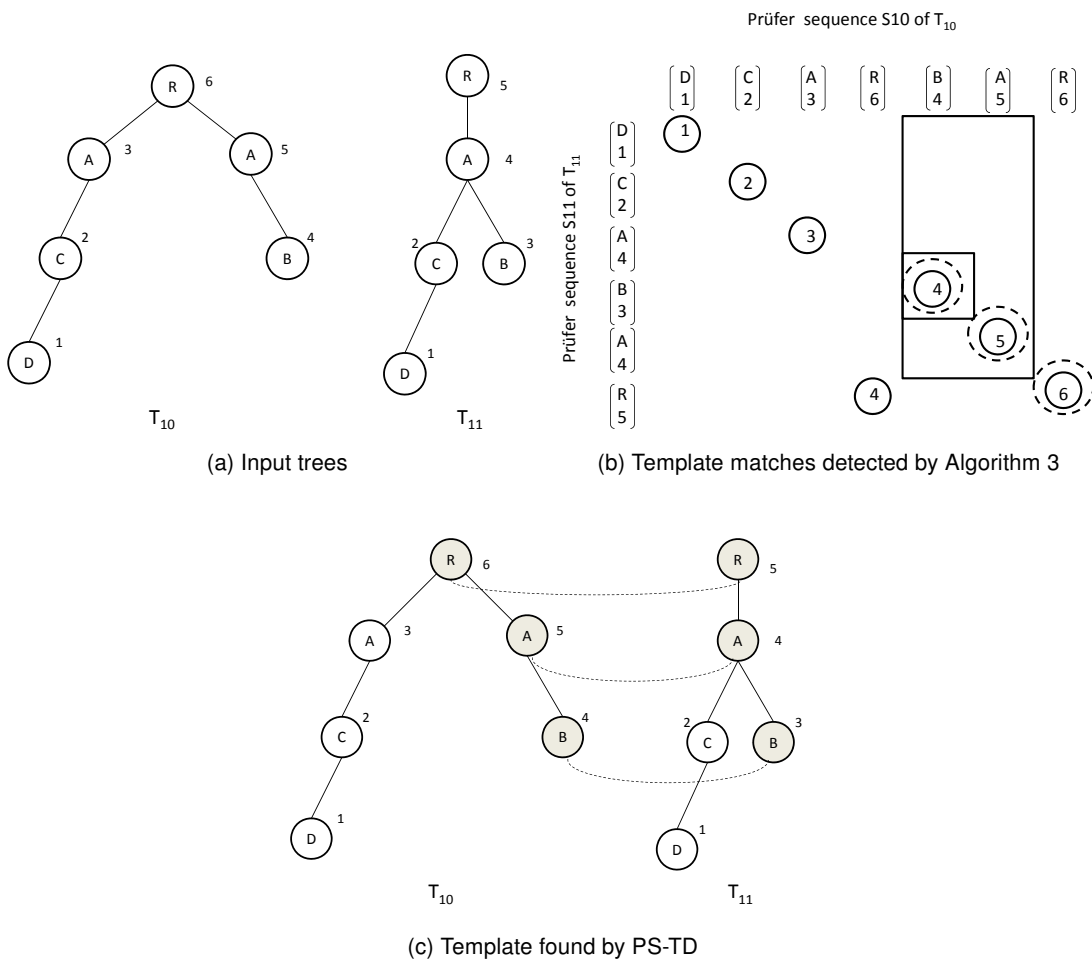 Prüfer sequence S10 of T10
R 6
A 3
A 5
C 2
B 4
D 1
T10
R 5
A 4
2 C
B 3
D 1
T11
D 1
C 2
A 3
R 6
B 4
A 5
R 6
Prüfer sequence S11 of T11
D 1
C 2
A 4
B 3
A 4
R 5
1
2
3
4
5
4
6
(a) Input trees
(b) Template matches detected by Algorithm 3
R 6
A 3
A 5
C 2
B 4
D 1
T10
R 5
A 4
2 C
B 3
D 1
T11
(c) Template found by PS-TD